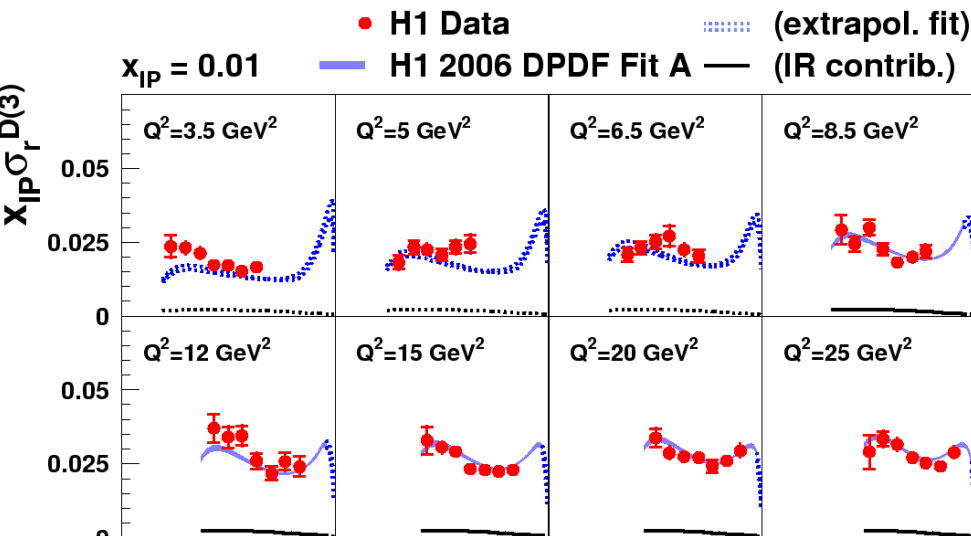 H1 Data (extrapol. fit)
x_IP = 0.01 H1 2006 DPDF Fit A (IR contrib.)
x_IP σ_r^D(3)
Q²=3.5 GeV² Q²=5 GeV² Q²=6.5 GeV² Q²=8.5 GeV²
0.05
0.025
0
Q²=12 GeV² Q²=15 GeV² Q²=20 GeV² Q²=25 GeV²
0.05
0.025
0